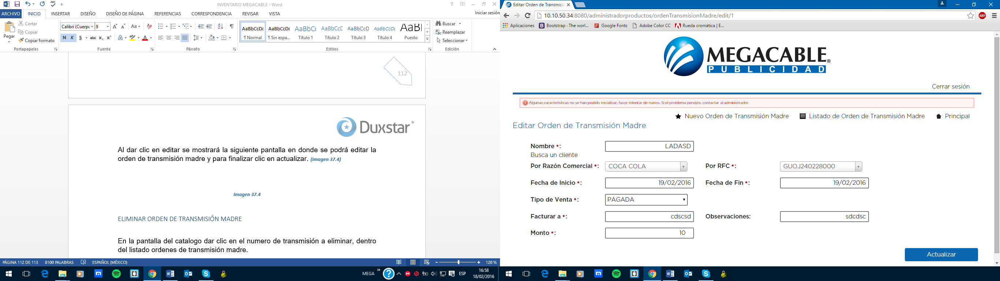 INVENTARIO MEGACABLE - Word
ARCHIVO INICIO INSERTAR DISEÑO DISEÑO DE PÁGINA REFERENCIAS CORRESPONDENCIA REVISAR VISTA Iniciar sesión
Pegar
Cortar
Copiar
Copiar formato
Portapapeles
Calibri (Cuerpo 9
N K S abc x₂ x²
Fuente
Párrafo
AaBbCcDc AaBbCcDc AaBbCc AaBbCcE AaBbCcD AaBbCcDc AaBl
¶ Normal ¶ Sin espa... Título 1 Título 2 Título 3 Título 4 Puesto
Estilos
Buscar
Reemplazar
Seleccionar
Edición
112
Duxstar®
Al dar clic en editar se mostrará la siguiente pantalla en donde se podrá editar la
orden de transmisión madre y para finalizar clic en actualizar. (Imagen 37.4)
Imagen 37.4
ELIMINAR ORDEN DE TRANSMISIÓN MADRE
En la pantalla del catalogo dar clic en el numero de transmisión a eliminar, dentro
del listado ordenes de transmisión madre.
PÁGINA 112 DE 113 8100 PALABRAS ESPAÑOL (MÉXICO) 120 %
MEGA » ESP 16:58
18/02/2016
Editar Orden de Transmisi
10.10.50.34:8080/administradorproductos/ordenTransmisionMadre/edit/1
Aplicaciones Bootstrap · The worl... Google Fonts Adobe Color CC Rueda cromática | E...
MEGACABLE®
PUBLICIDAD
Cerrar sesión
Algunas características no se han podido inicializar, favor intentar de nuevo. Si el problema persiste, contactar al administrador.
Nuevo Orden de Transmisión Madre Listado de Orden de Transmisión Madre Principal
Editar Orden de Transmisión Madre
Nombre *: LADASD
Busca un cliente
Por Razón Comercial *: COCA COLA Por RFC *: GUOJ240228000
Fecha de Inicio *: 19/02/2016 Fecha de Fin *: 19/02/2016
Tipo de Venta *: PAGADA
Facturar a *: cdscsd Observaciones: sdcdsc
Monto *: 10
Actualizar